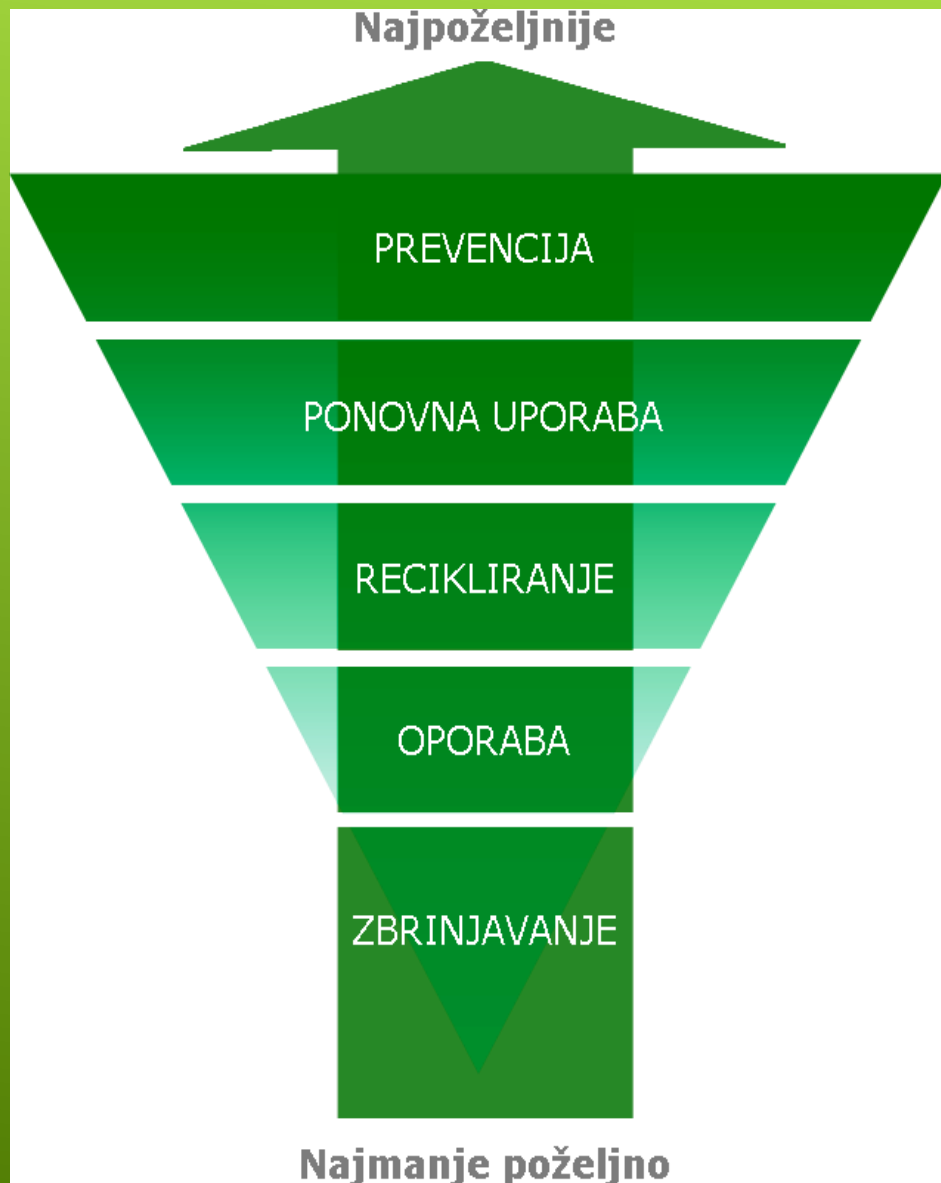 Najpoželjnije
PREVENCIJA
PONOVNA UPORABA
RECIKLIRANJE
OPORABA
ZBRINJAVANJE
Najmanje poželjno